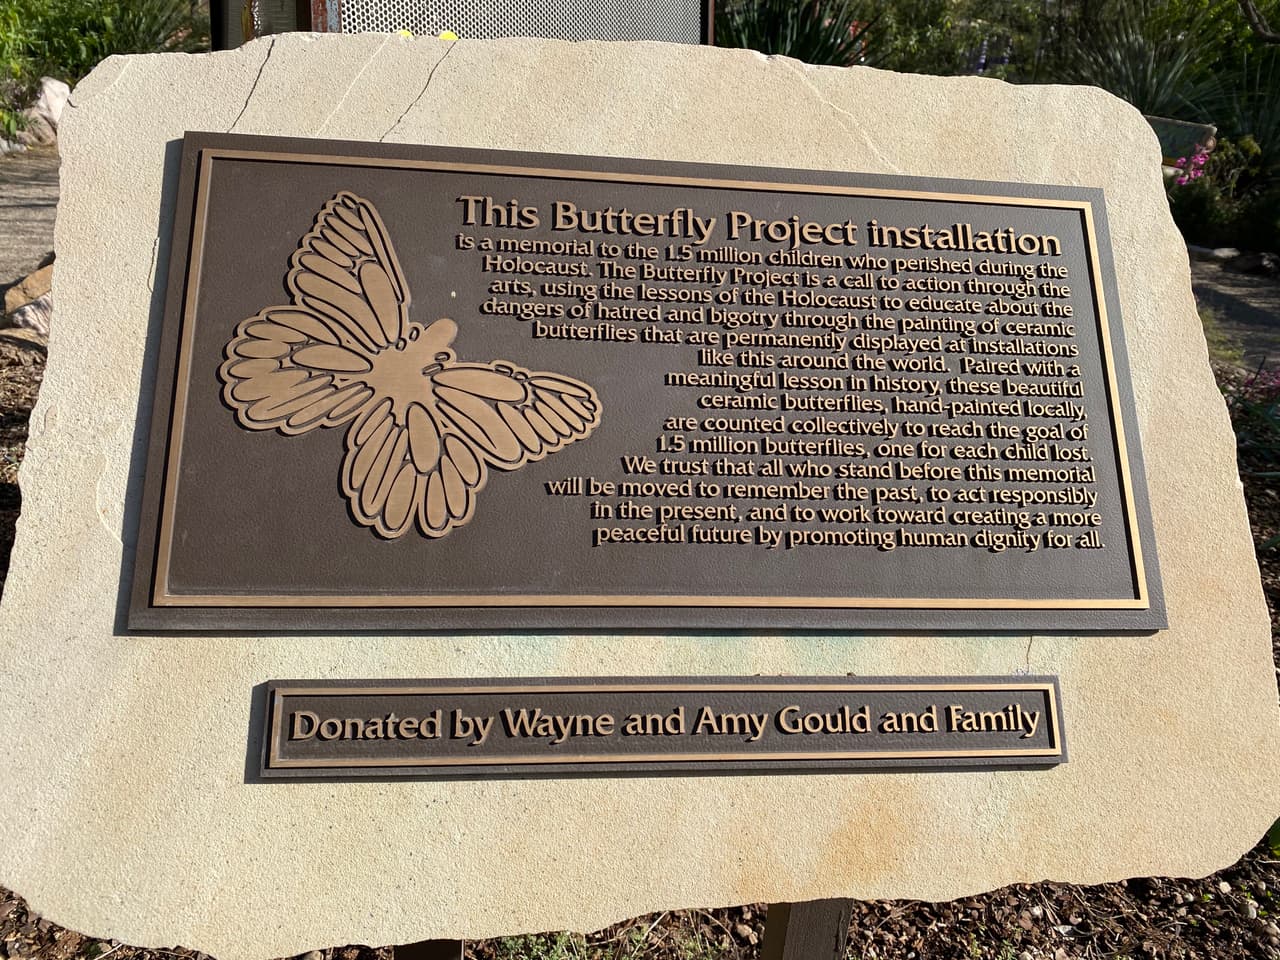 This Butterfly Project installation
is a memorial to the 1.5 million children who perished during the
Holocaust. The Butterfly Project is a call to action through the
arts, using the lessons of the Holocaust to educate about the
dangers of hatred and bigotry through the painting of ceramic
butterflies that are permanently displayed at installations
like this around the world. Paired with a
meaningful lesson in history, these beautiful
ceramic butterflies, hand-painted locally,
are counted collectively to reach the goal of
1.5 million butterflies, one for each child lost.
We trust that all who stand before this memorial
will be moved to remember the past, to act responsibly
in the present, and to work toward creating a more
peaceful future by promoting human dignity for all.
Donated by Wayne and Amy Gould and Family